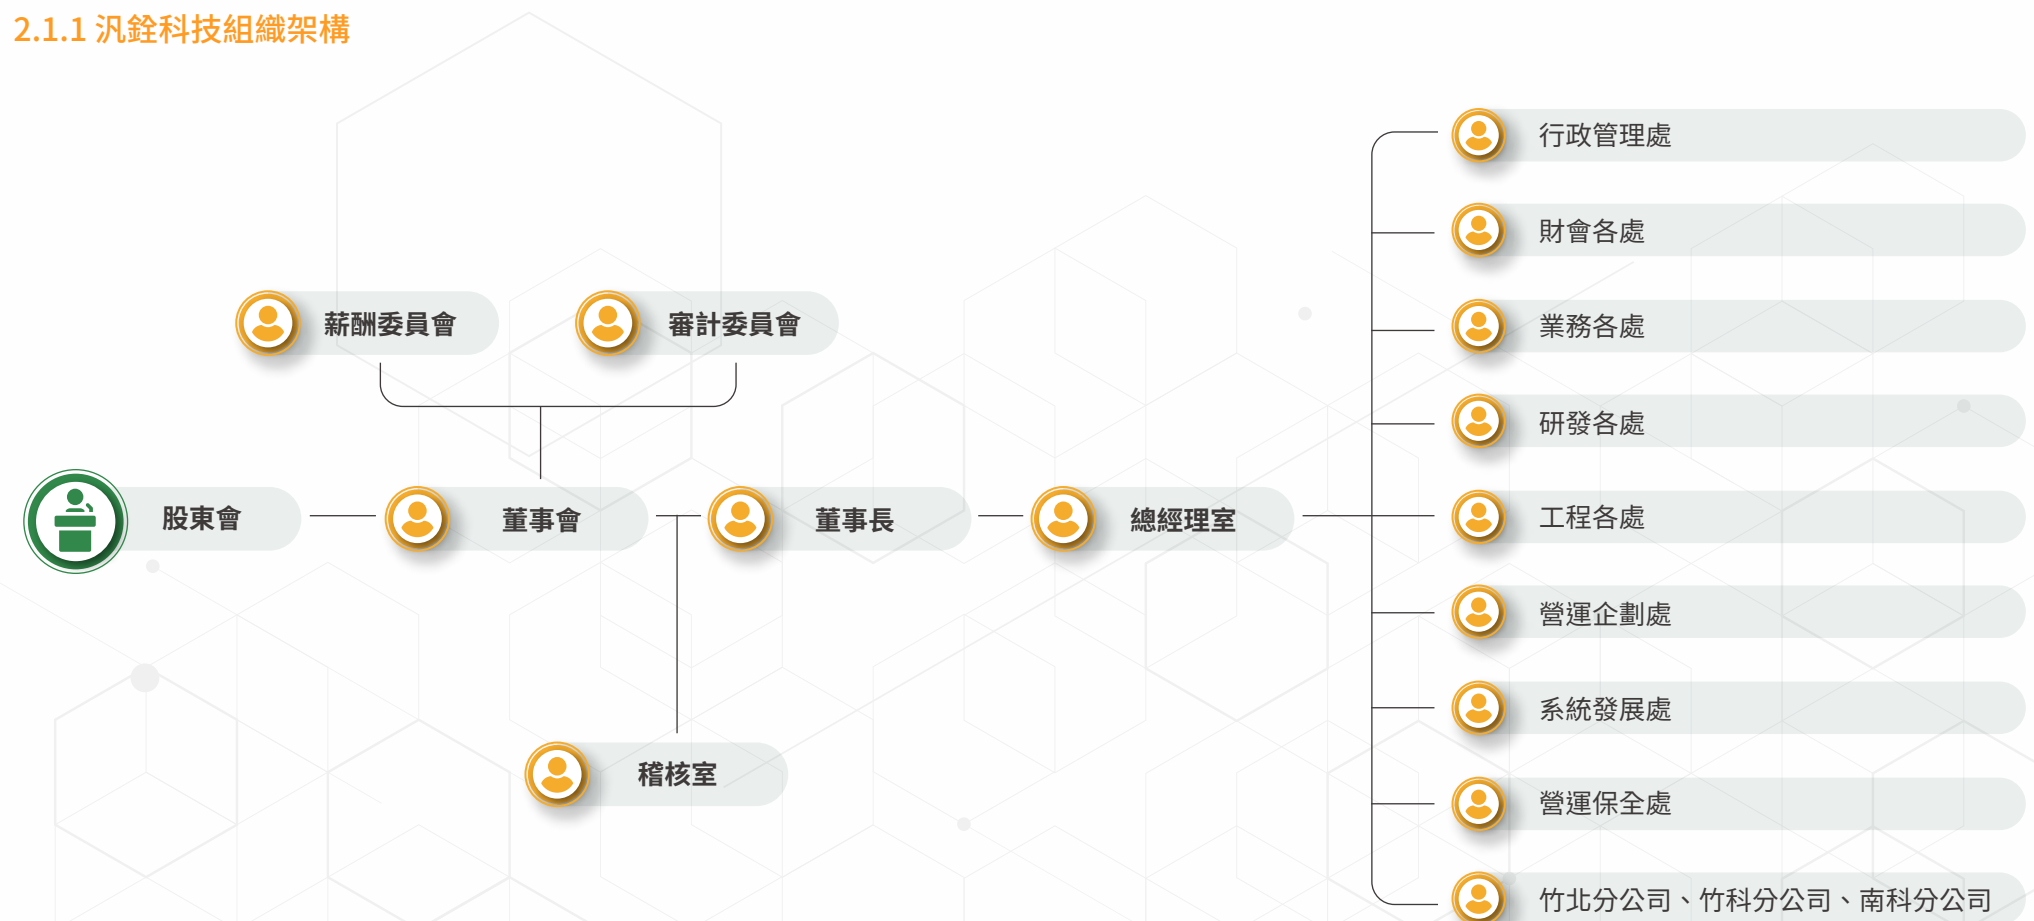 2.1.1 汎銓科技組織架構
薪酬委員會
審計委員會
股東會
董事會
董事長
總經理室
稽核室
行政管理處
財會各處
業務各處
研發各處
工程各處
營運企劃處
系統發展處
營運保全處
竹北分公司、竹科分公司、南科分公司